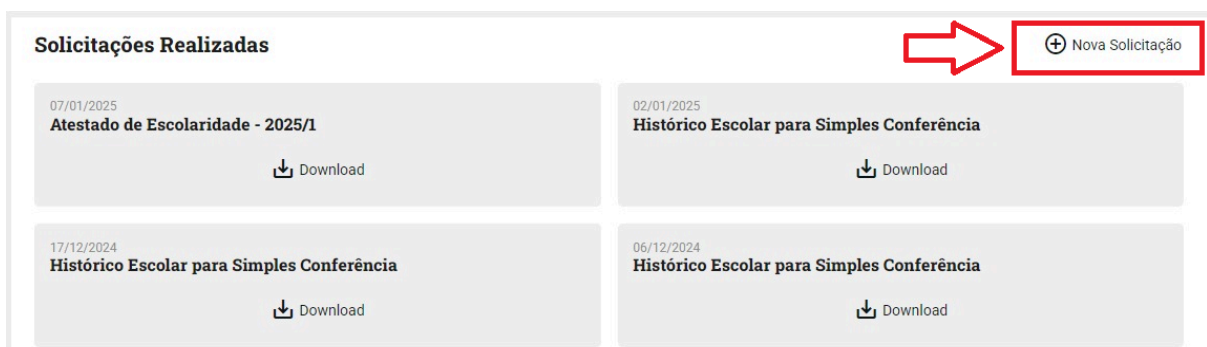 Solicitações Realizadas
Nova Solicitação
07/01/2025
Atestado de Escolaridade - 2025/1
Download
02/01/2025
Histórico Escolar para Simples Conferência
Download
17/12/2024
Histórico Escolar para Simples Conferência
Download
06/12/2024
Histórico Escolar para Simples Conferência
Download